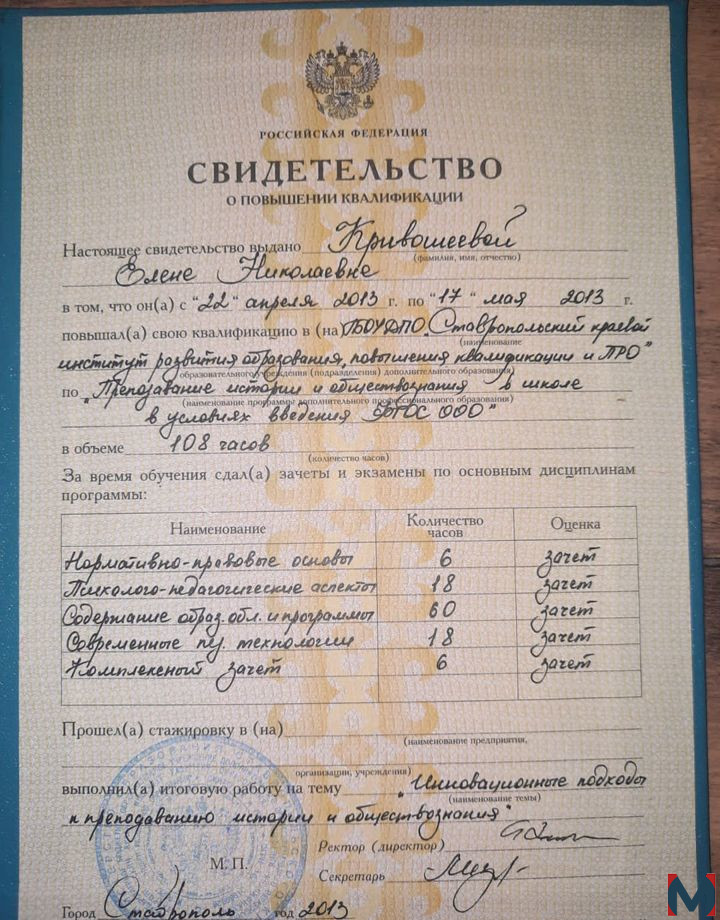 РОССИЙСКАЯ ФЕДЕРАЦИЯ
СВИДЕТЕЛЬСТВО
О ПОВЫШЕНИИ КВАЛИФИКАЦИИ
Настоящее свидетельство выдано Кривошеевой
(фамилия, имя, отчество)
Елене Николаевне
в том, что он(а) с "22" апреля 2013 г. по "17" мая 2013 г.
повышал(а) свою квалификацию в (на) ГБОУДПО „Ставропольский краевой
(наименование
институт развития образования, повышения квалификации и ПРО"
образовательного учреждения (подразделения) дополнительного образования)
по „Преподавание истории и обществознания в школе
(наименование программы дополнительного профессионального образования)
в условиях введения ФГОС ООО"
в объеме 108 часов
(количество часов)
За время обучения сдал(а) зачеты и экзамены по основным дисциплинам
программы:
Наименование Количество часов Оценка
Нормативно-правовые основы 6 зачет
Психолого-педагогические аспекты 18 зачет
Содержание образ. обл. и программы 60 зачет
Современные пед. технологии 18 зачет
Комплексный зачет 6 зачет
Прошел(а) стажировку в (на)
(наименование предприятия,
организации, учреждения)
выполнил(а) итоговую работу на тему „Инновационные подходы
(наименование темы)
к преподаванию истории и обществознания"
Ректор (директор)
М. П.
Секретарь
Город Ставрополь год 2013
M